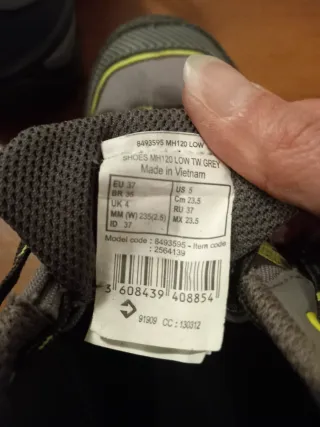 8493595 MH120 LOW
SHOES MH120 LOW TW GREY
Made in Vietnam
EU 37 US 5
BR 35 Cm 23.5
UK 4 RU 37
MM (W) 235(2.5) MX 23.5
ID 37
Model code : 8493595 - Item code
: 2564139
3 608439 408854
91909 CC : 130312